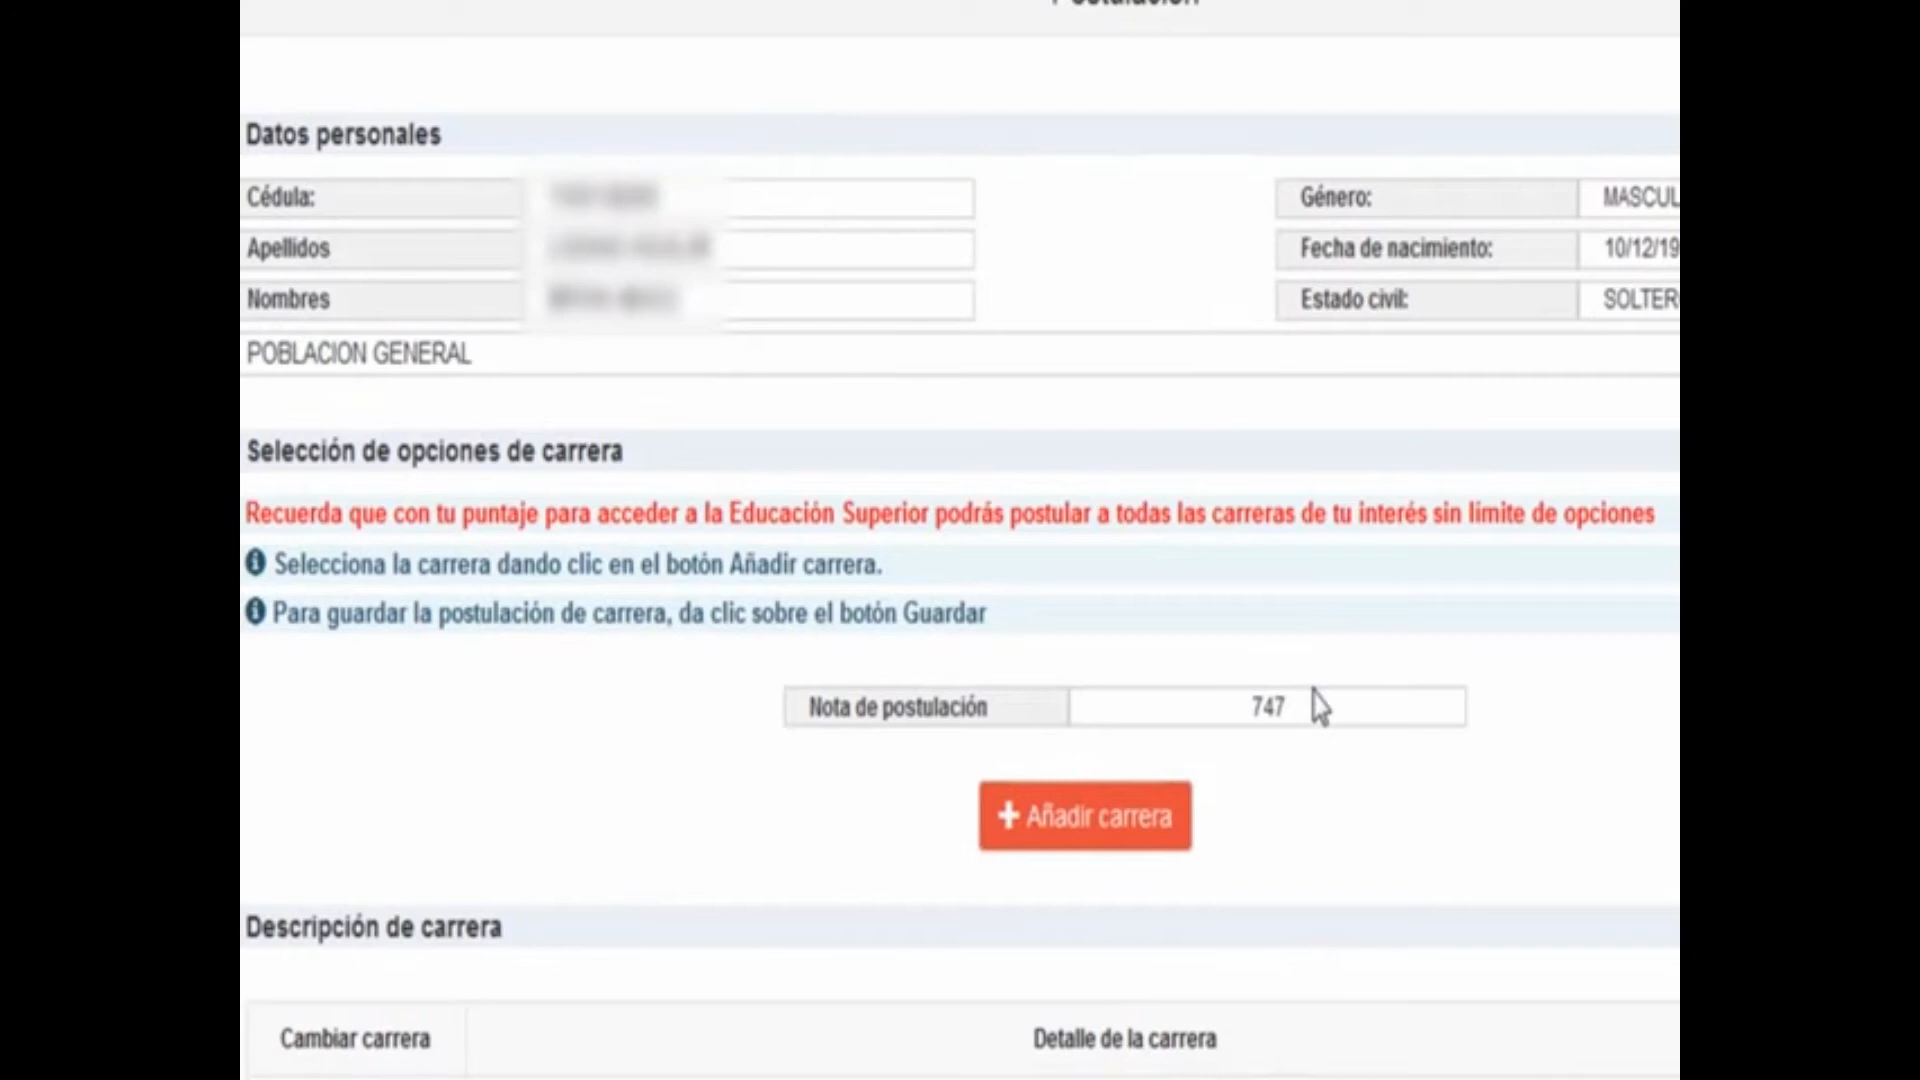 Postulación
Datos personales
Cédula:
Género: MASCUL
Apellidos
Fecha de nacimiento: 10/12/19
Nombres
Estado civil: SOLTER
POBLACION GENERAL
Selección de opciones de carrera
Recuerda que con tu puntaje para acceder a la Educación Superior podrás postular a todas las carreras de tu interés sin limite de opciones
Selecciona la carrera dando clic en el botón Añadir carrera.
Para guardar la postulación de carrera, da clic sobre el botón Guardar
Nota de postulación 747
Añadir carrera
Descripción de carrera
Cambiar carrera Detalle de la carrera